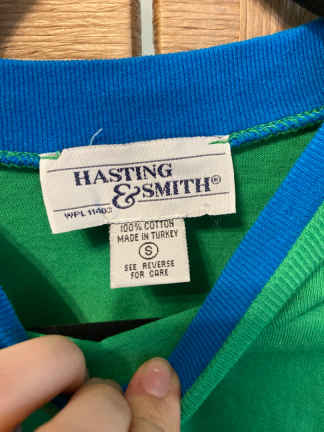 HASTING
&SMITH®
WPL 11403
100% COTTON
MADE IN TURKEY
S
SEE REVERSE
FOR CARE